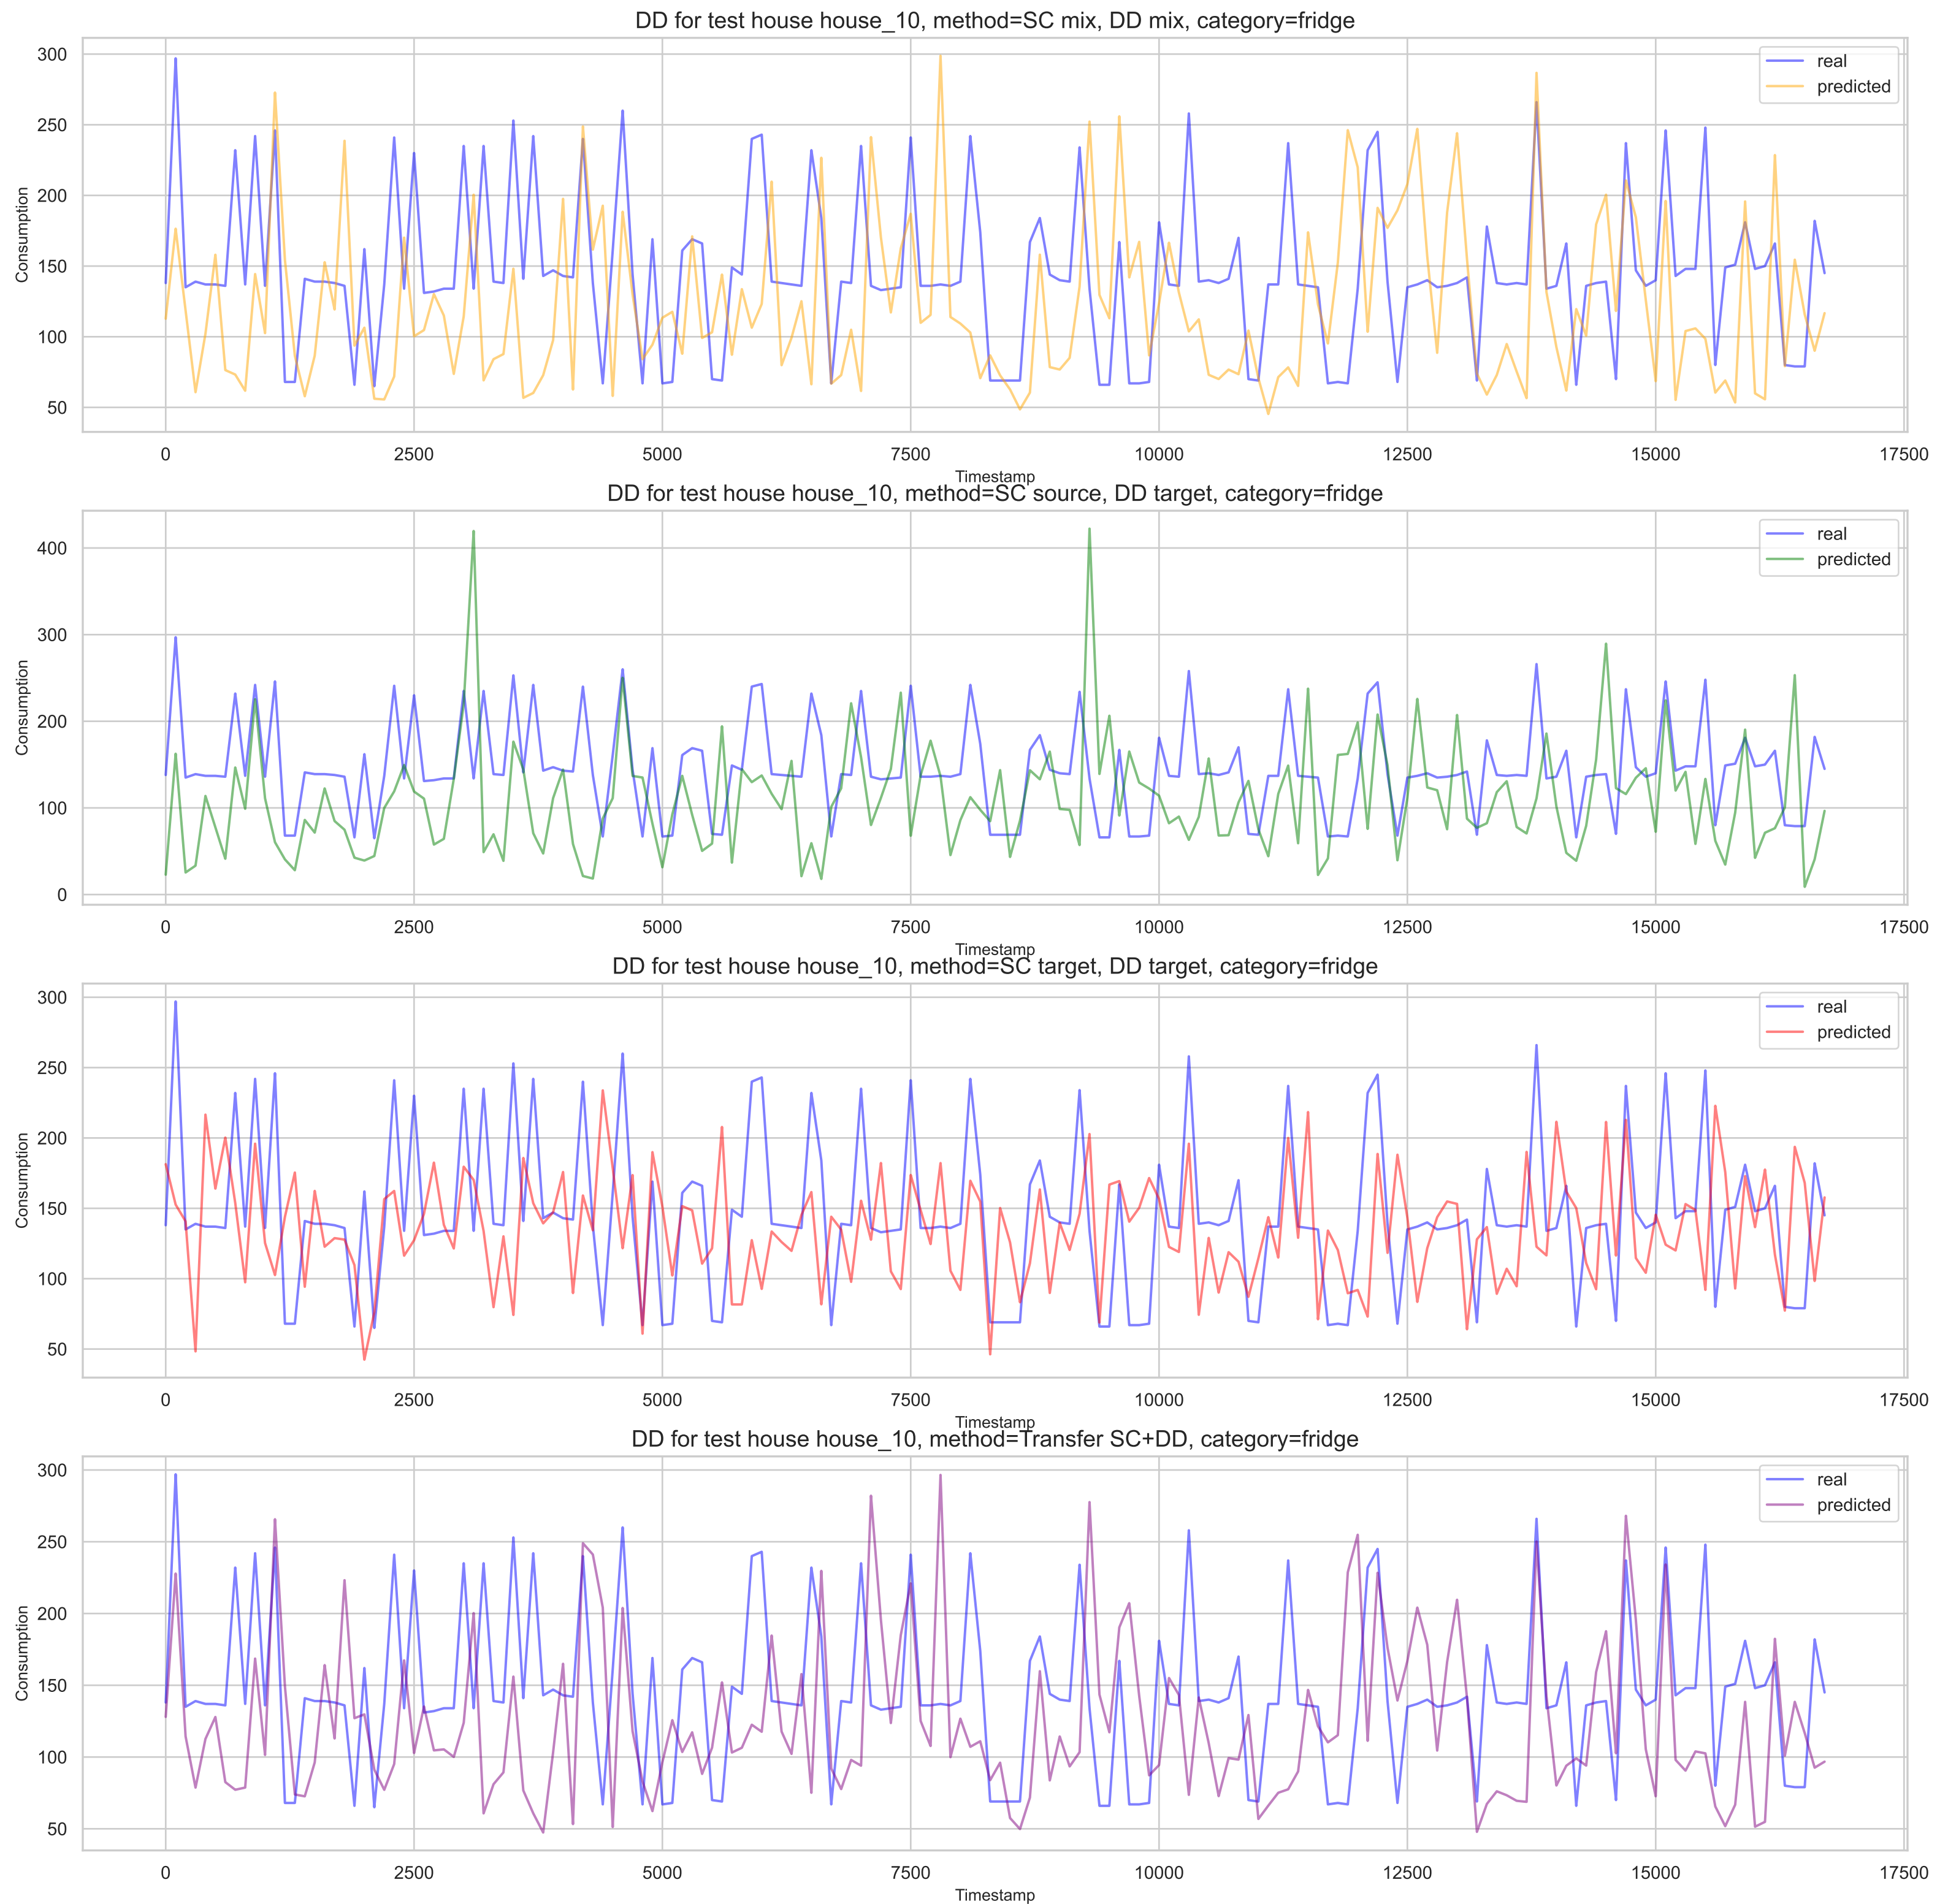 DD for test house house_10, method=SC mix, DD mix, category=fridge
300
250
200
150
100
50
Consumption
real
predicted
0 2500 5000 7500 10000 12500 15000 17500
Timestamp
DD for test house house_10, method=SC source, DD target, category=fridge
400
300
200
100
0
Consumption
real
predicted
0 2500 5000 7500 10000 12500 15000 17500
Timestamp
DD for test house house_10, method=SC target, DD target, category=fridge
300
250
200
150
100
50
Consumption
real
predicted
0 2500 5000 7500 10000 12500 15000 17500
Timestamp
DD for test house house_10, method=Transfer SC+DD, category=fridge
300
250
200
150
100
50
Consumption
real
predicted
0 2500 5000 7500 10000 12500 15000 17500
Timestamp